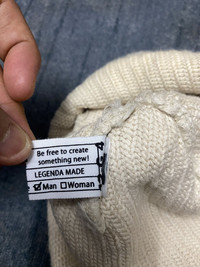 Be free to create
something new!
LEGENDA MADE
☑Man ☐Woman